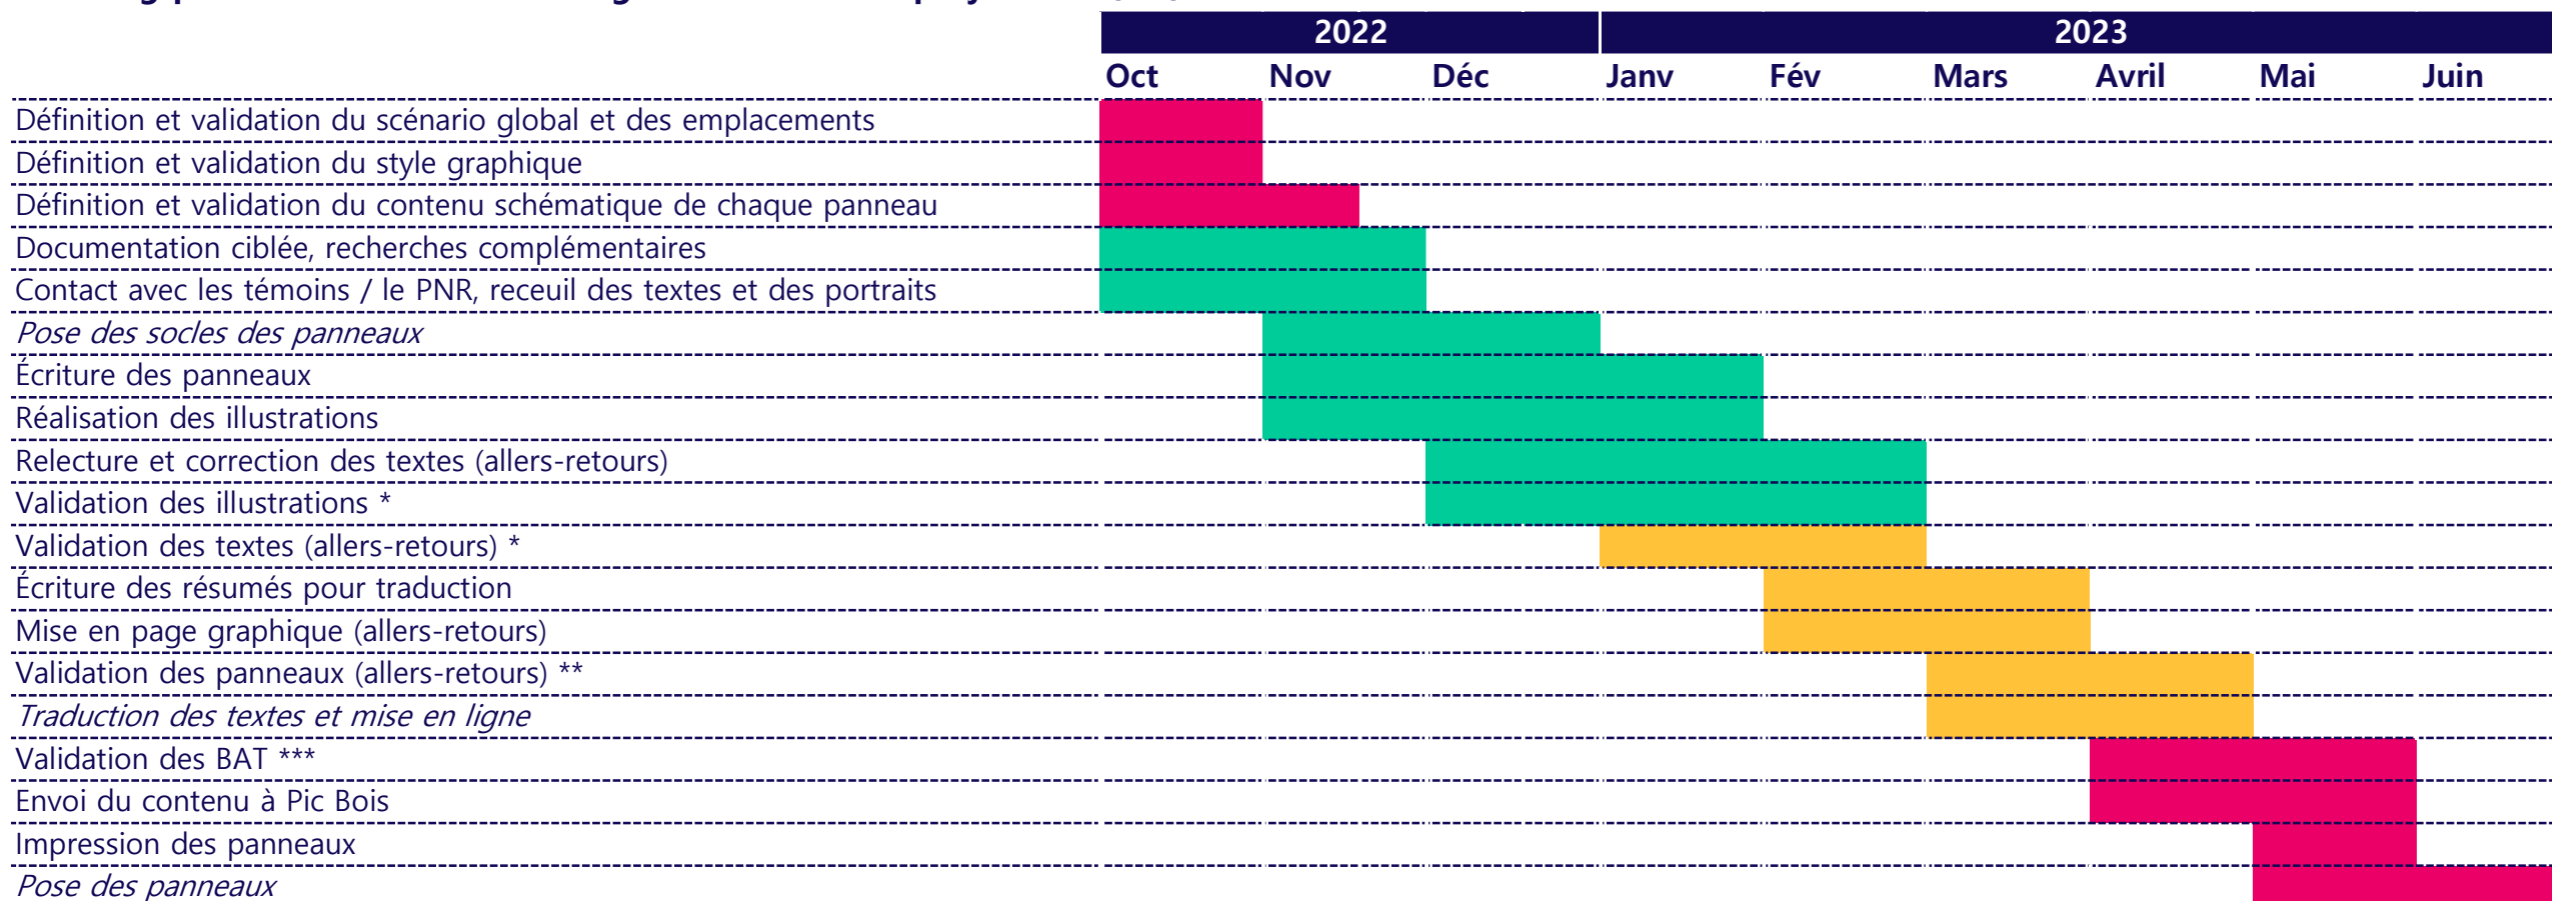 2022 2023
Oct Nov Déc Janv Fév Mars Avril Mai Juin
Définition et validation du scénario global et des emplacements
Définition et validation du style graphique
Définition et validation du contenu schématique de chaque panneau
Documentation ciblée, recherches complémentaires
Contact avec les témoins / le PNR, receuil des textes et des portraits
Pose des socles des panneaux
Écriture des panneaux
Réalisation des illustrations
Relecture et correction des textes (allers-retours)
Validation des illustrations *
Validation des textes (allers-retours) *
Écriture des résumés pour traduction
Mise en page graphique (allers-retours)
Validation des panneaux (allers-retours) **
Traduction des textes et mise en ligne
Validation des BAT ***
Envoi du contenu à Pic Bois
Impression des panneaux
Pose des panneaux